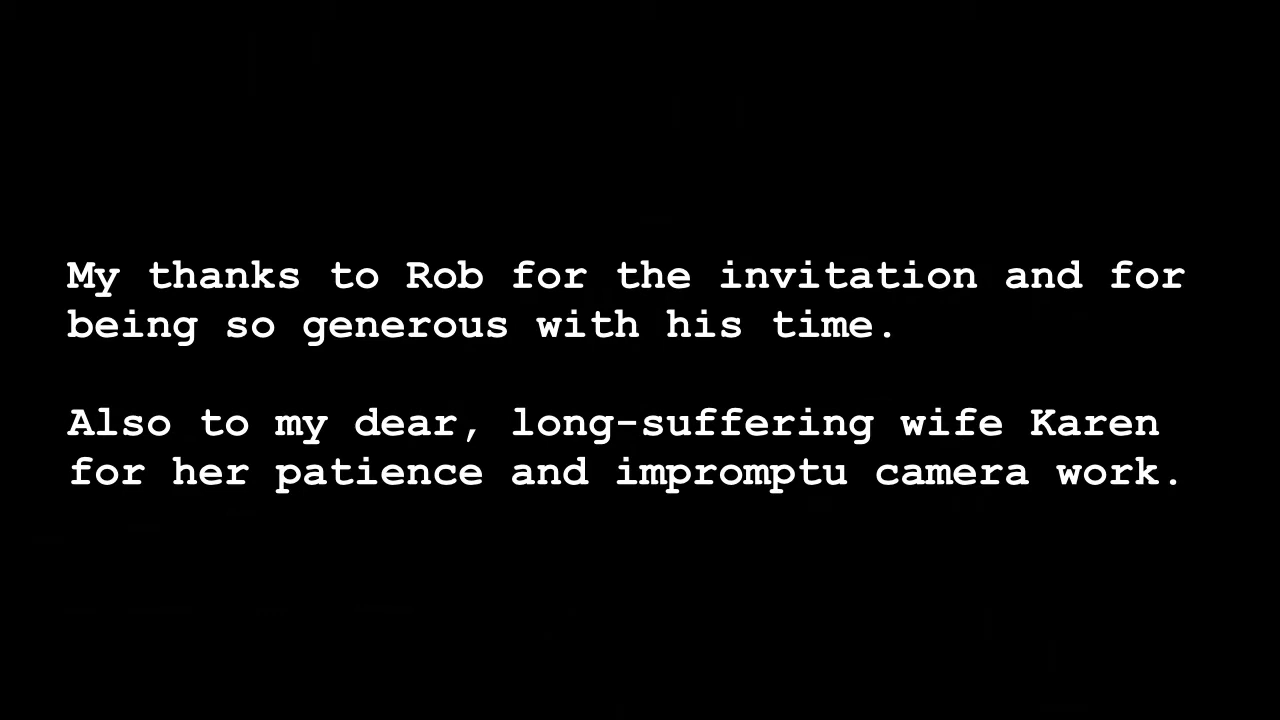 My thanks to Rob for the invitation and for
being so generous with his time.
Also to my dear, long-suffering wife Karen
for her patience and impromptu camera work.